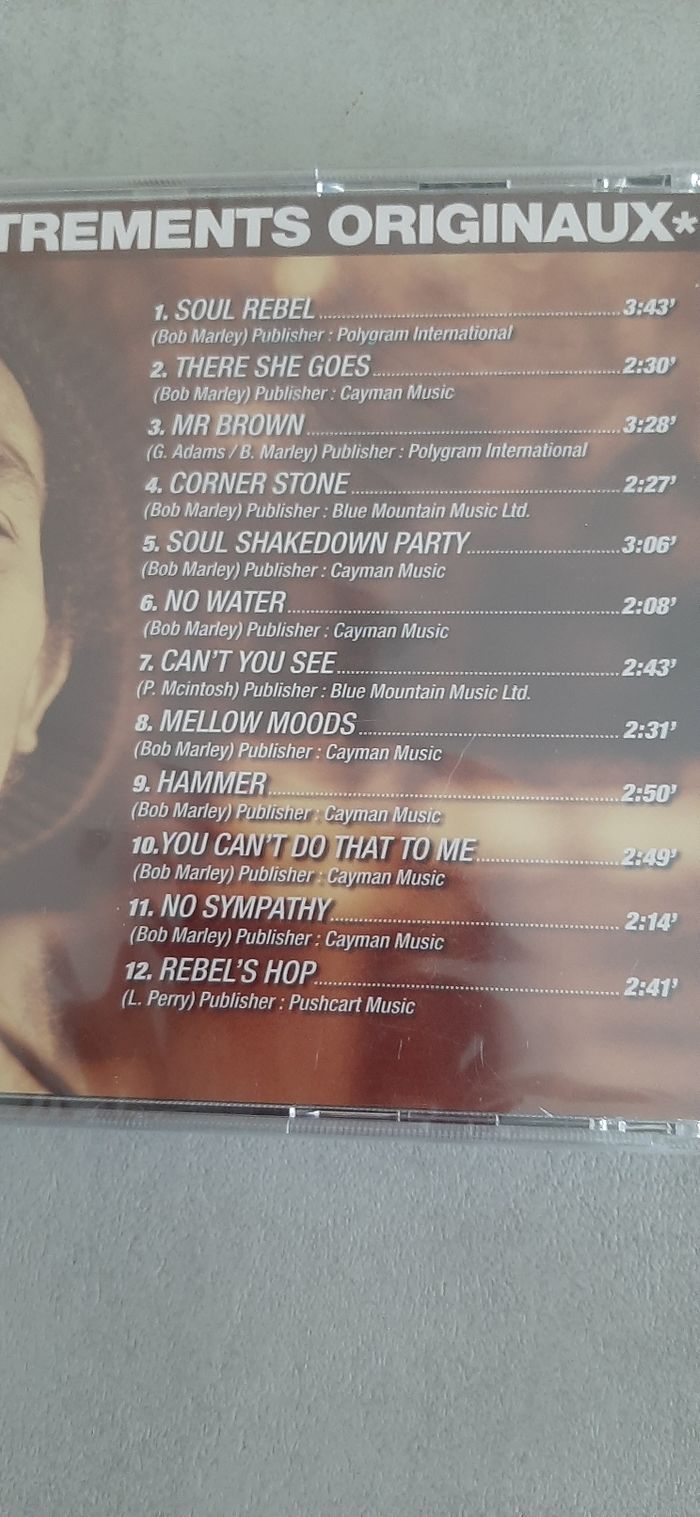 TREMENTS ORIGINAUX*
1. SOUL REBEL 3:43'
(Bob Marley) Publisher : Polygram International
2. THERE SHE GOES 2:30'
(Bob Marley) Publisher : Cayman Music
3. MR BROWN 3:28'
(G. Adams / B. Marley) Publisher : Polygram International
4. CORNER STONE 2:27'
(Bob Marley) Publisher : Blue Mountain Music Ltd.
5. SOUL SHAKEDOWN PARTY 3:06'
(Bob Marley) Publisher : Cayman Music
6. NO WATER 2:08'
(Bob Marley) Publisher : Cayman Music
7. CAN'T YOU SEE 2:43'
(P. Mcintosh) Publisher : Blue Mountain Music Ltd.
8. MELLOW MOODS 2:31'
(Bob Marley) Publisher : Cayman Music
9. HAMMER 2:50'
(Bob Marley) Publisher : Cayman Music
10.YOU CAN'T DO THAT TO ME 2:49'
(Bob Marley) Publisher : Cayman Music
11. NO SYMPATHY 2:14'
(Bob Marley) Publisher : Cayman Music
12. REBEL'S HOP 2:41'
(L. Perry) Publisher : Pushcart Music